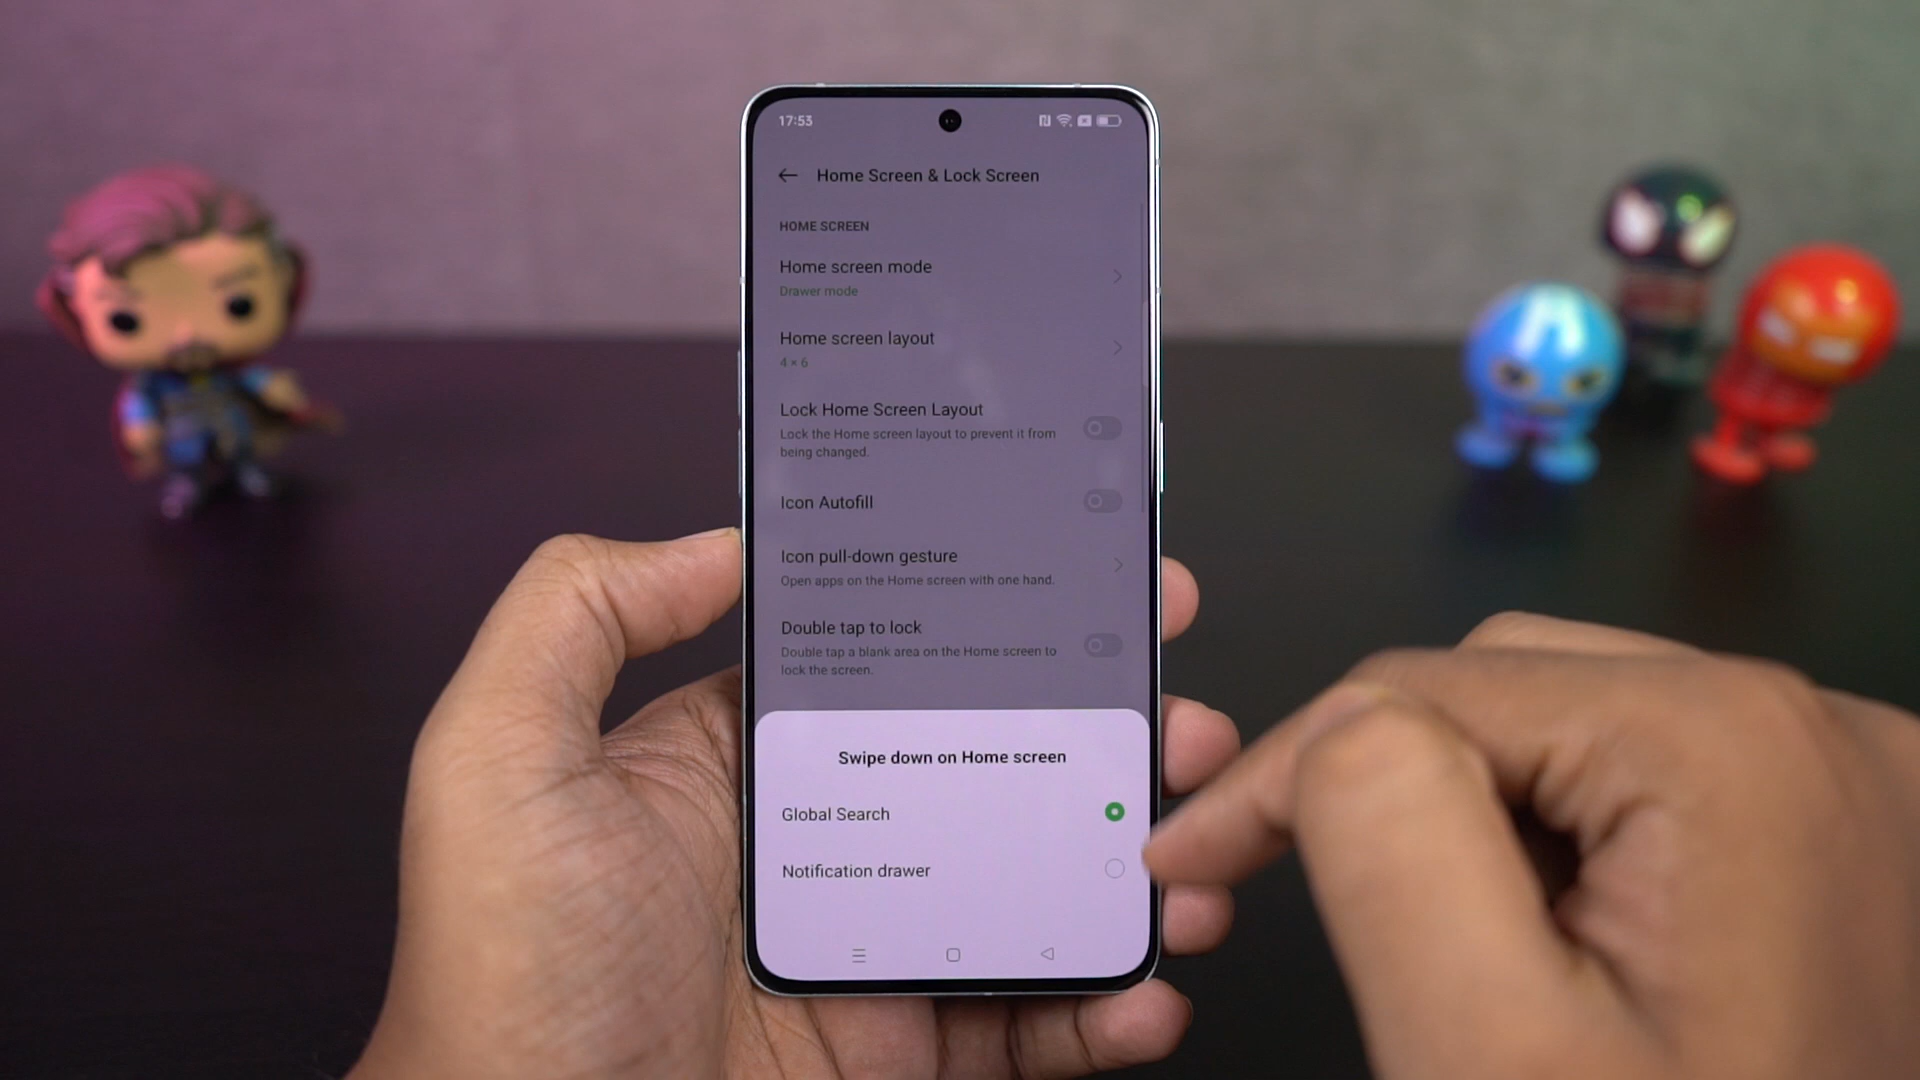 17:53
Home Screen & Lock Screen
HOME SCREEN
Home screen mode
Drawer mode
Home screen layout
4 × 6
Lock Home Screen Layout
Lock the Home screen layout to prevent it from
being changed.
Icon Autofill
Icon pull-down gesture
Open apps on the Home screen with one hand.
Double tap to lock
Double tap a blank area on the Home screen to
lock the screen.
Swipe down on Home screen
Global Search
Notification drawer